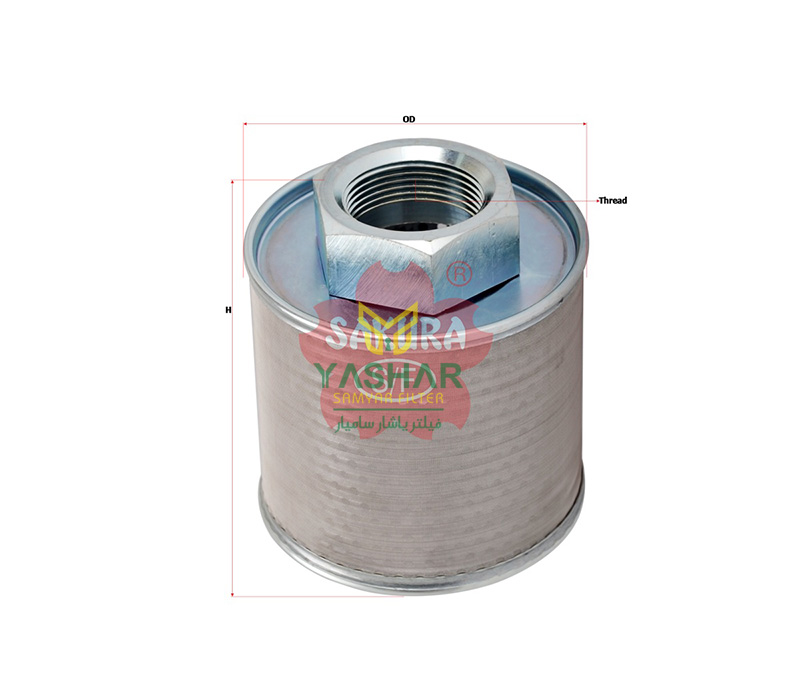 OD
Thread
H
®
SAKURA
YASHAR
SAMYAR FILTER
فیلتر یاشار سامیار